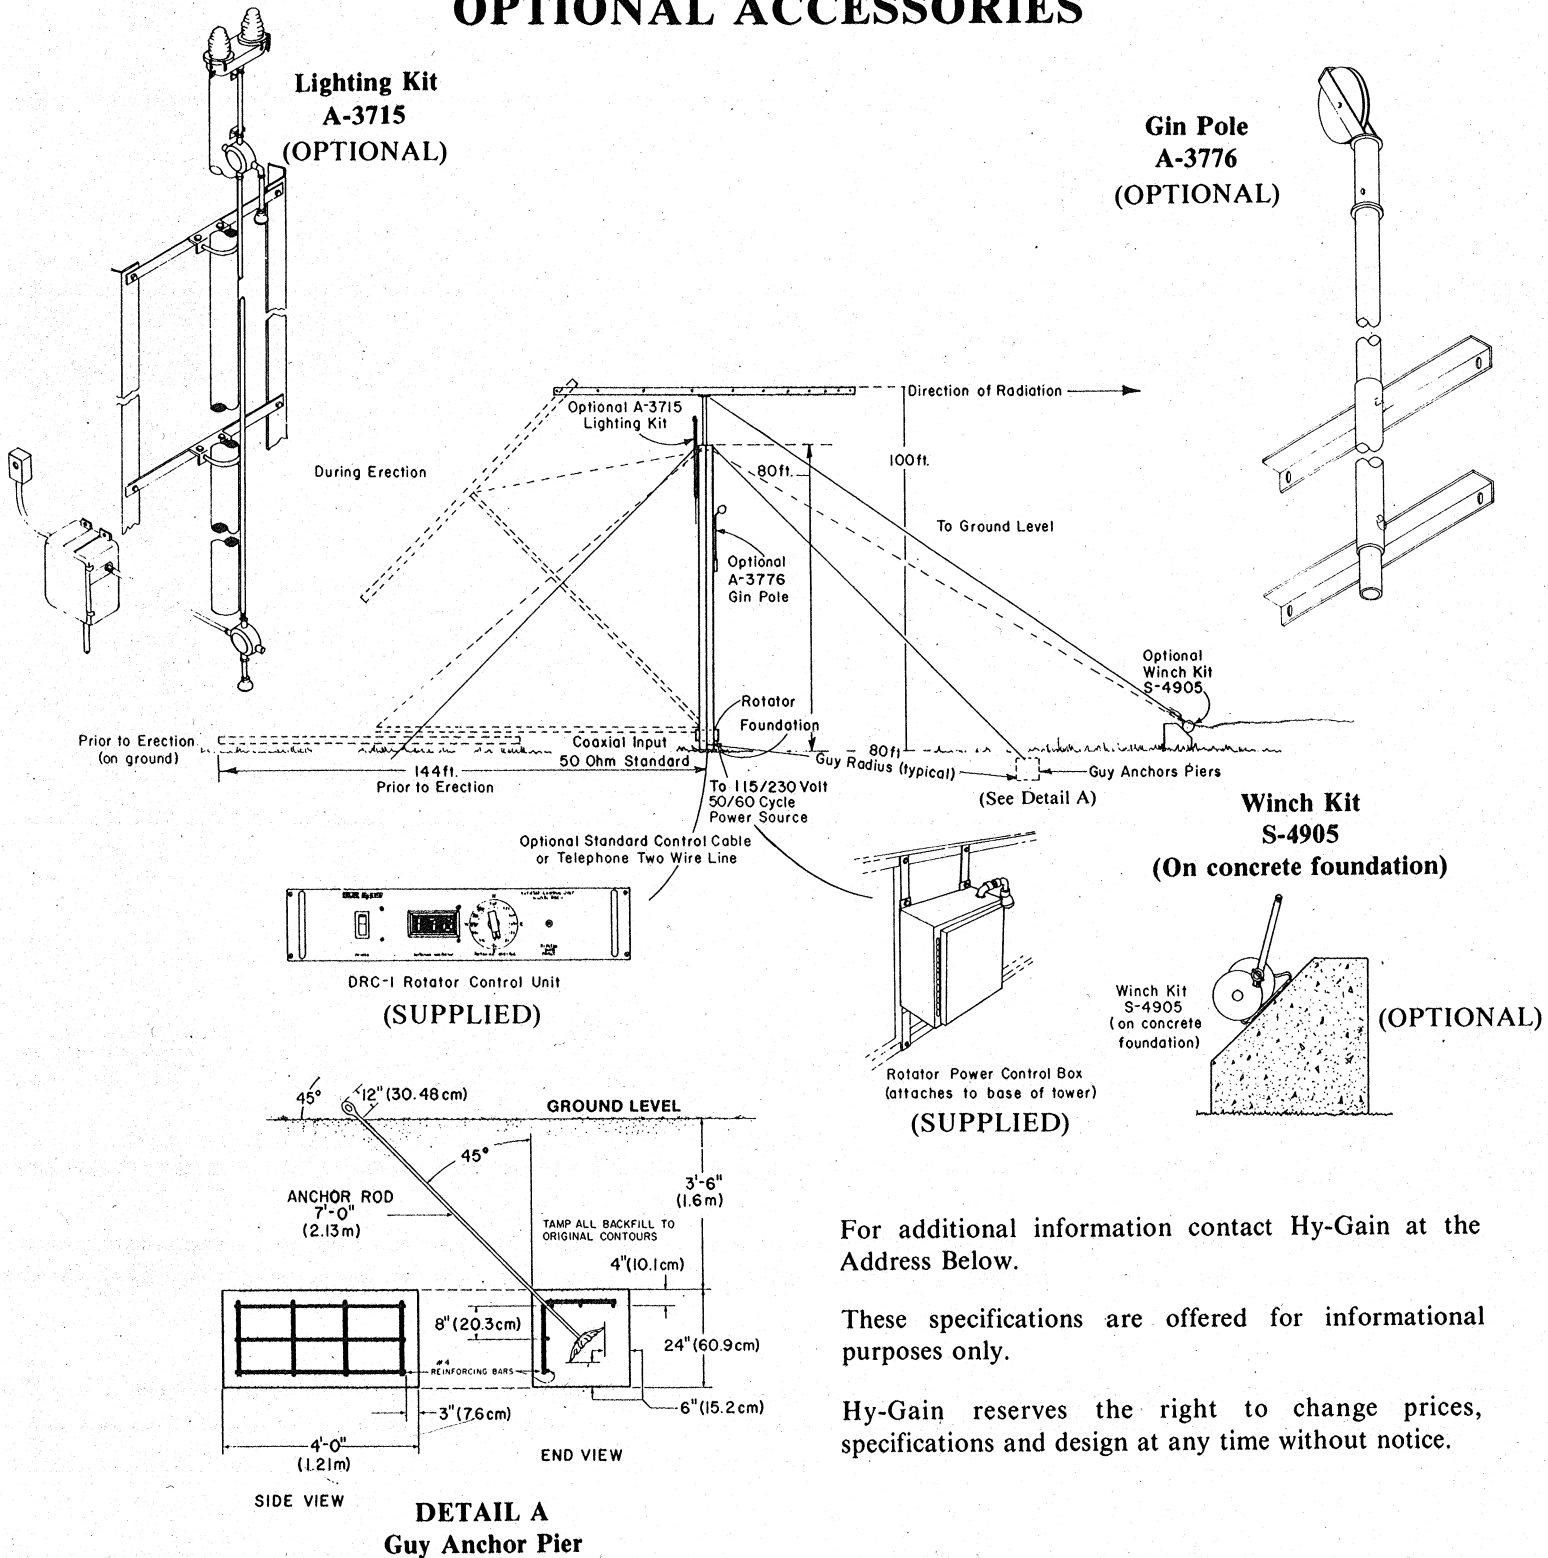 OPTIONAL ACCESSORIES
Lighting Kit
A-3715
(OPTIONAL)
Gin Pole
A-3776
(OPTIONAL)
Direction of Radiation
Optional A-3715
Lighting Kit
During Erection
80ft.
100ft.
To Ground Level
Optional
A-3776
Gin Pole
Optional
Winch Kit
S-4905
Rotator
Foundation
Prior to Erection
(on ground)
Coaxial Input
50 Ohm Standard
80ft
Guy Radius (typical)
Guy Anchors Piers
(See Detail A)
144ft.
Prior to Erection
To 115/230 Volt
50/60 Cycle
Power Source
Optional Standard Control Cable
or Telephone Two Wire Line
Winch Kit
S-4905
(On concrete foundation)
DRC-1 Rotator Control Unit
(SUPPLIED)
Winch Kit
S-4905
(on concrete
foundation)
(OPTIONAL)
Rotator Power Control Box
(attaches to base of tower)
(SUPPLIED)
45°
12" (30.48cm)
GROUND LEVEL
45°
3'-6"
(1.6m)
ANCHOR ROD
7'-0"
(2.13m)
TAMP ALL BACKFILL TO
ORIGINAL CONTOURS
4"(10.1cm)
8"(20.3cm)
24"(60.9cm)
#4
REINFORCING BARS
3"(7.6cm)
6"(15.2cm)
4'-0"
(1.21m)
END VIEW
SIDE VIEW
DETAIL A
Guy Anchor Pier
For additional information contact Hy-Gain at the
Address Below.
These specifications are offered for informational
purposes only.
Hy-Gain reserves the right to change prices,
specifications and design at any time without notice.